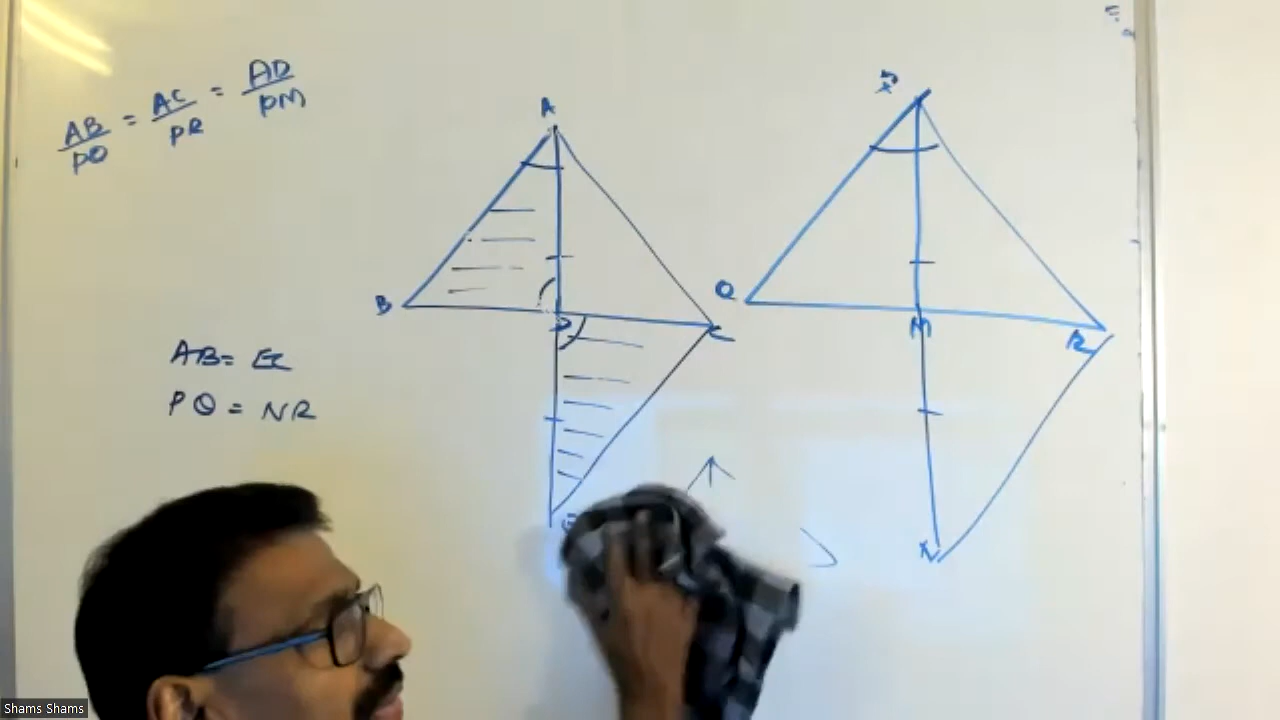 AB/PQ = AC/PR = AD/PM
A
P
B
D
C
Q
M
R
AB = EC
PQ = NR
E
N
Shams Shams